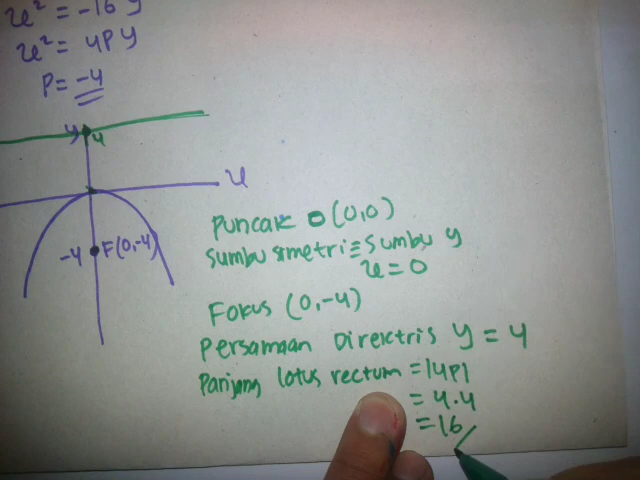 x² = -16 y
x² = 4P y
P = -4
y
4
x
-4
F(0,-4)
Puncak O(0,0)
Sumbu simetri = Sumbu y
x = 0
Fokus (0,-4)
Persamaan Direktris y = 4
Panjang lotus rectum = |4P|
= 4.4
= 16